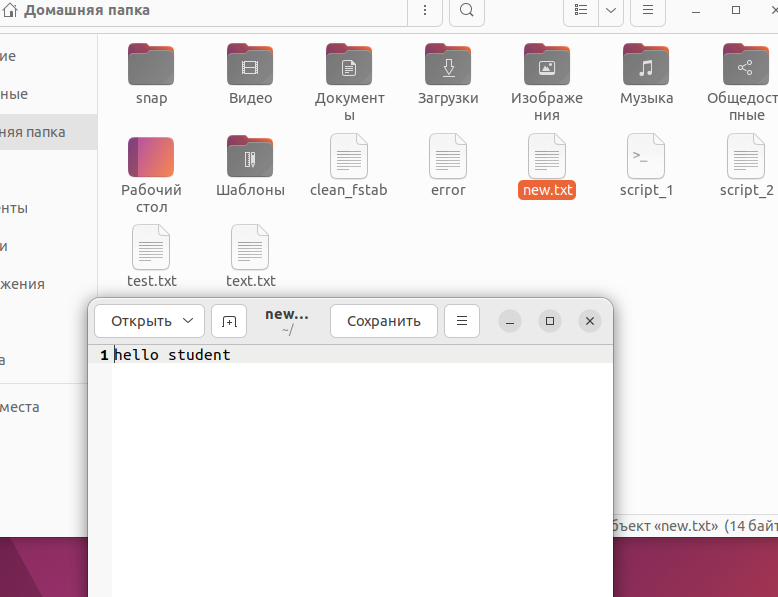 Домашняя папка
ие
snap
Видео
Документ
ы
Загрузки
Изображе
ния
Музыка
Общедост
пные
ные
няя папка
Рабочий
стол
Шаблоны
clean_fstab
error
new.txt
script_1
script_2
енты
и
жения
test.txt
text.txt
Открыть
new...
~/
Сохранить
1 hello student
а
места
бъект «new.txt» (14 байт